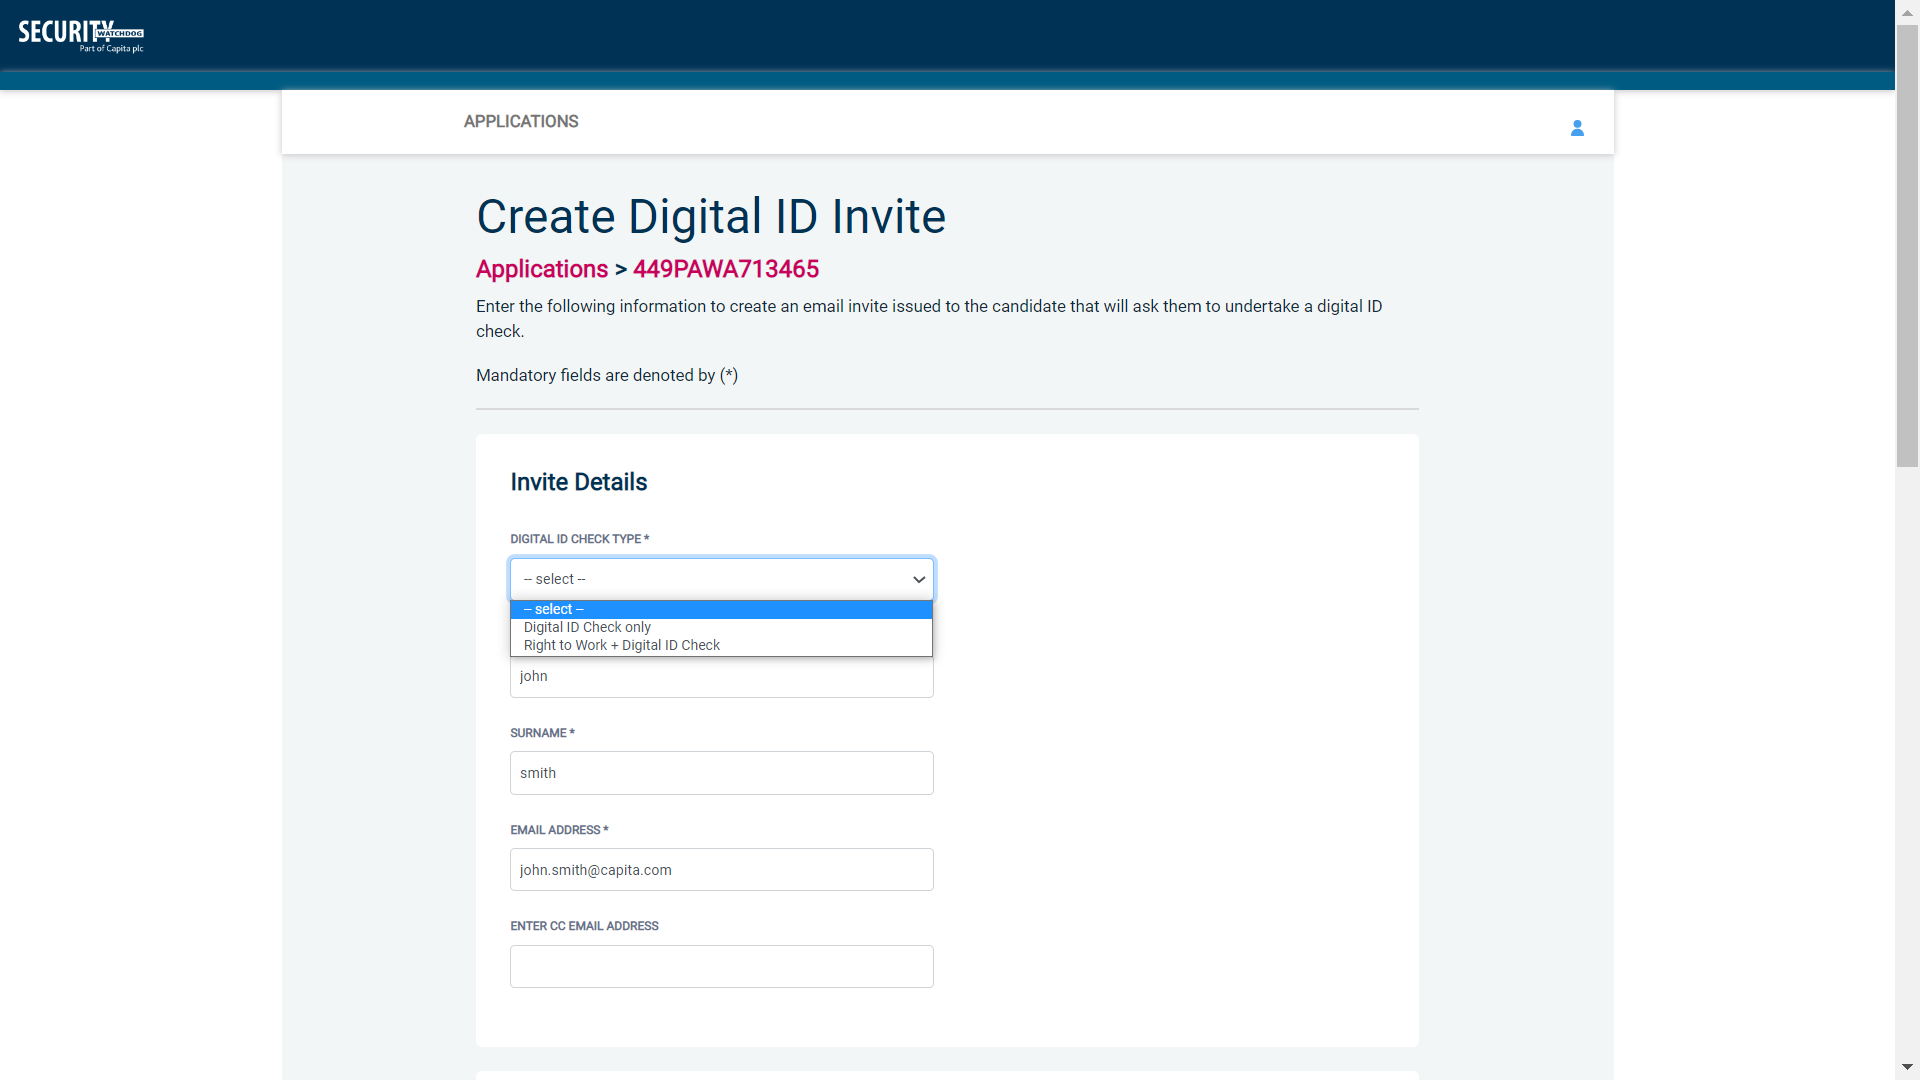 SECURITY
WATCHDOG
Part of Capita plc
APPLICATIONS
Create Digital ID Invite
Applications > 449PAWA713465
Enter the following information to create an email invite issued to the candidate that will ask them to undertake a digital ID
check.
Mandatory fields are denoted by (*)
Invite Details
DIGITAL ID CHECK TYPE *
-- select --
-- select --
Digital ID Check only
Right to Work + Digital ID Check
john
SURNAME *
smith
EMAIL ADDRESS *
john.smith@capita.com
ENTER CC EMAIL ADDRESS